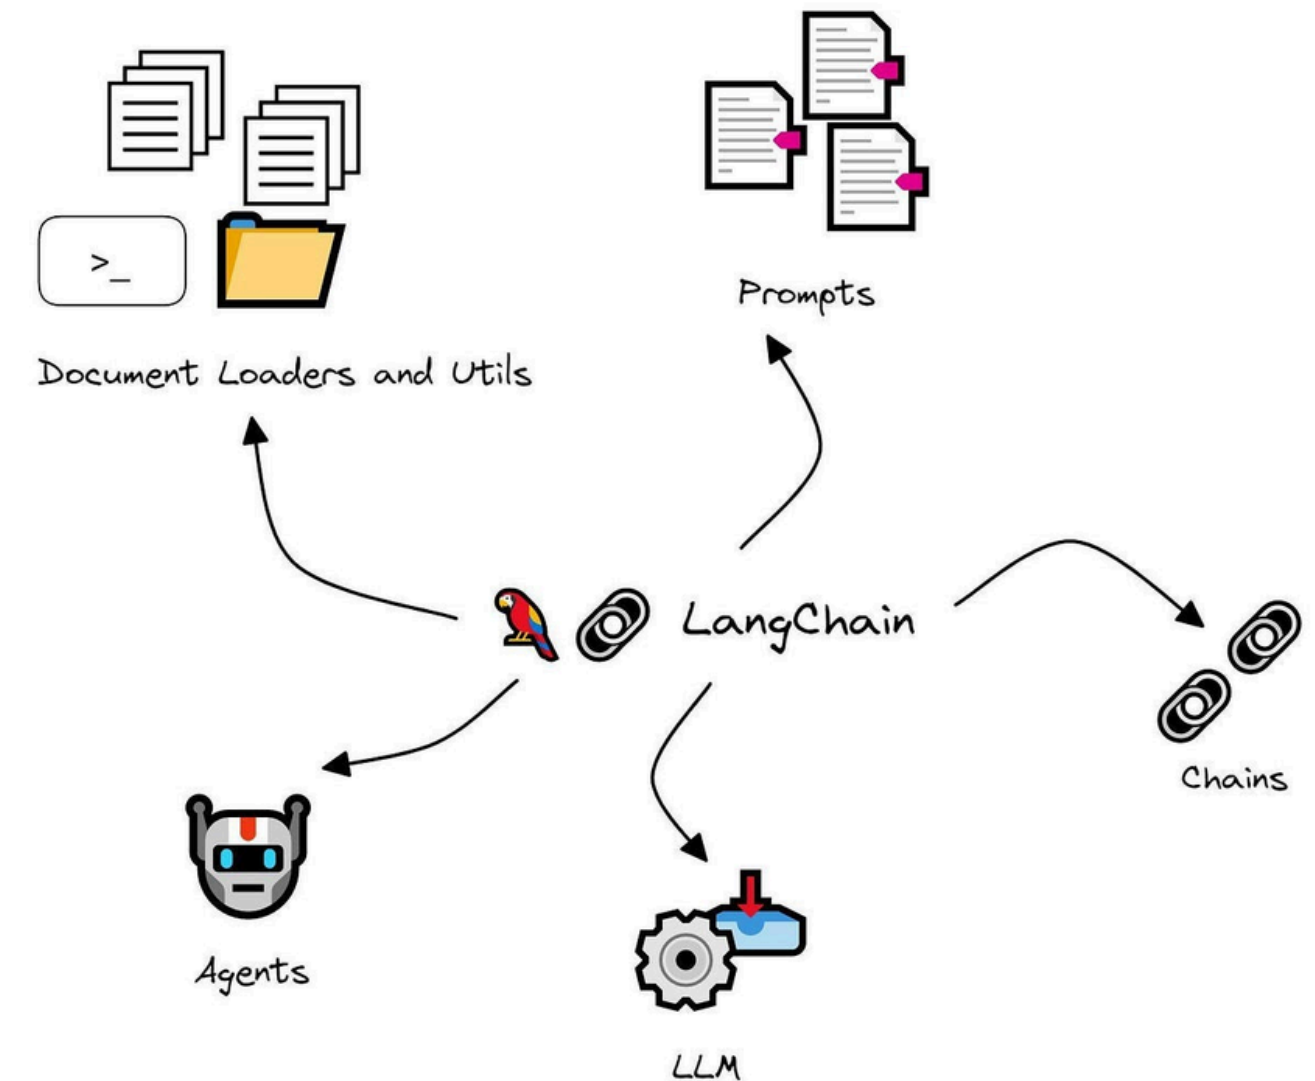 Prompts
>_
Document Loaders and Utils
LangChain
Chains
Agents
LLM